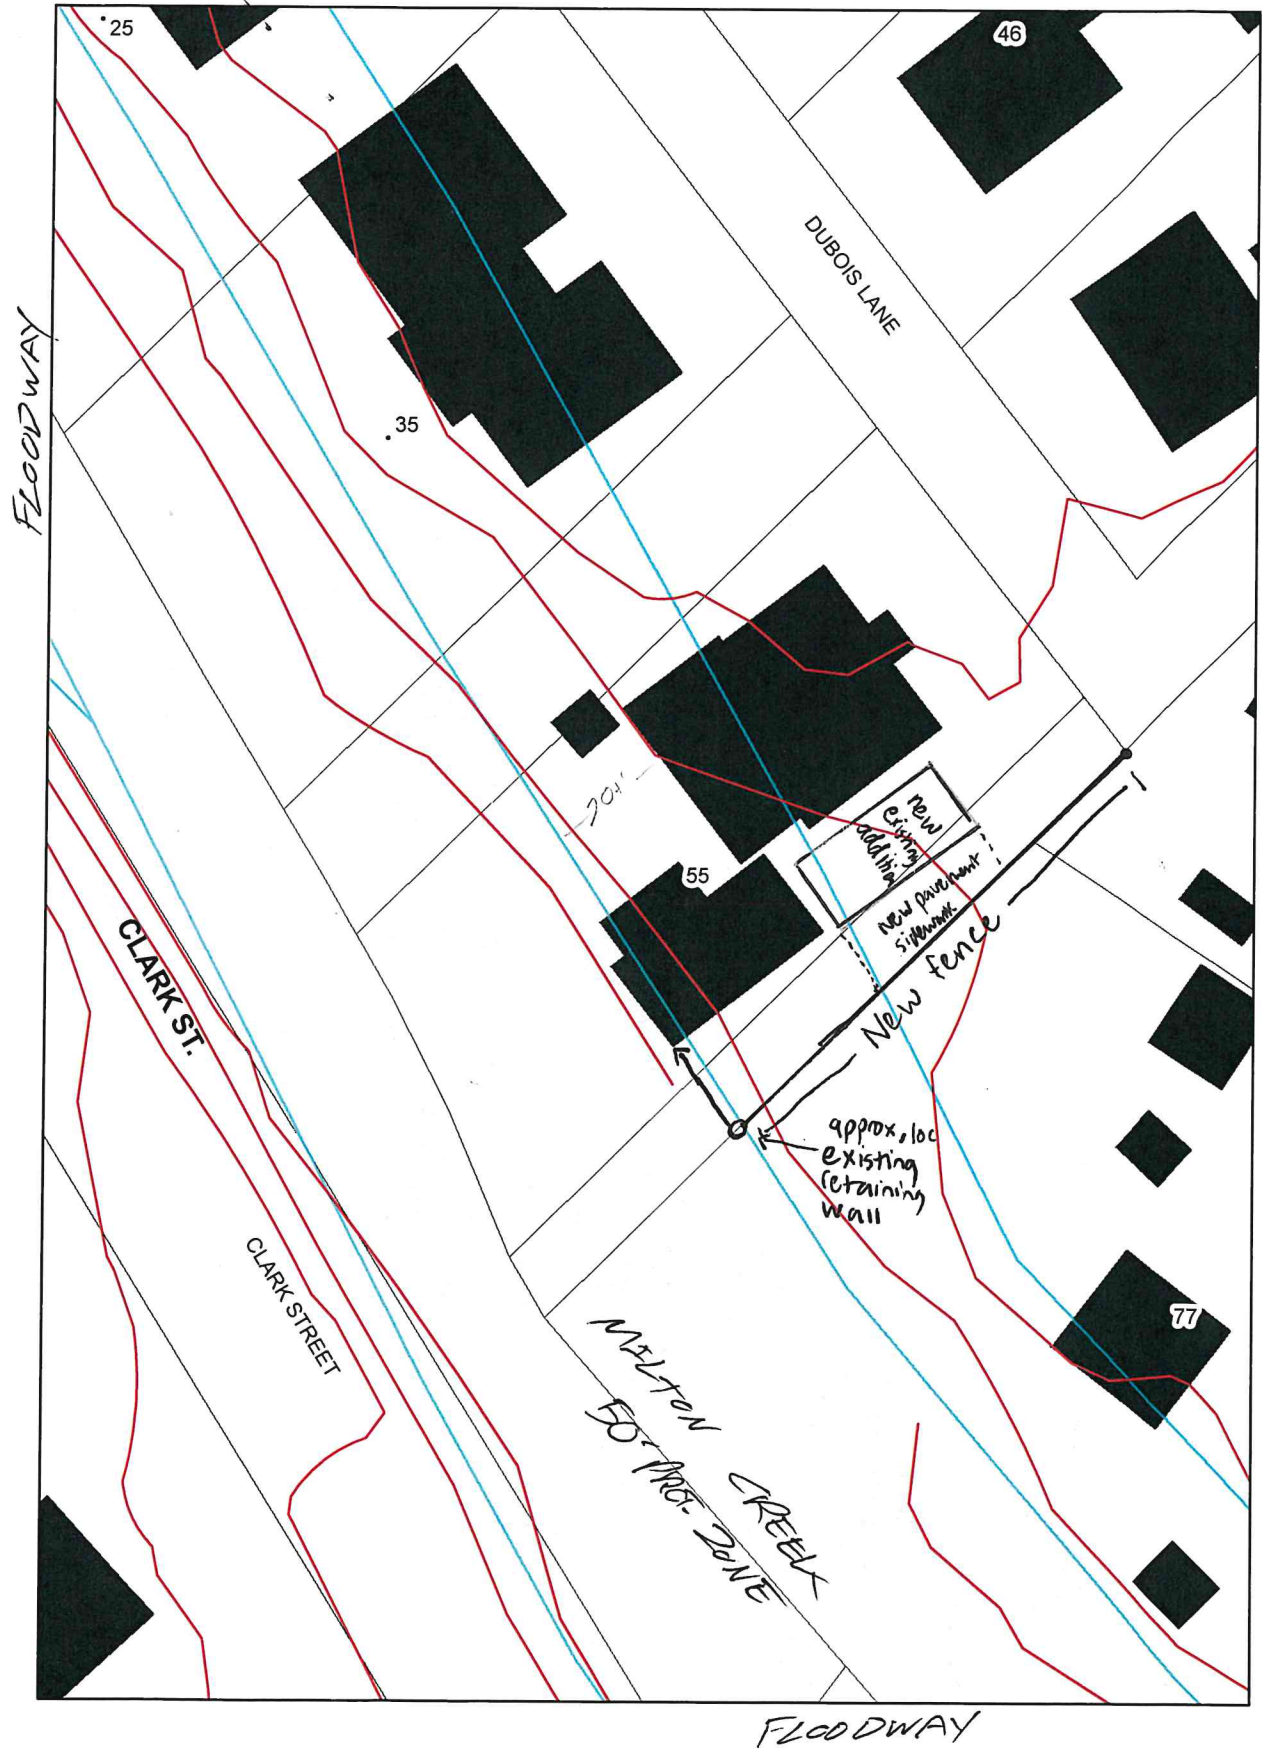 25
46
DUBOIS LANE
FLOODWAY
35
20±'
new
existing
addition
55
new pavement
sidewalk
New fence
CLARK ST.
approx. loc
existing
retaining
wall
CLARK STREET
77
MILTON CREEK
50' PROT. ZONE
FLOODWAY